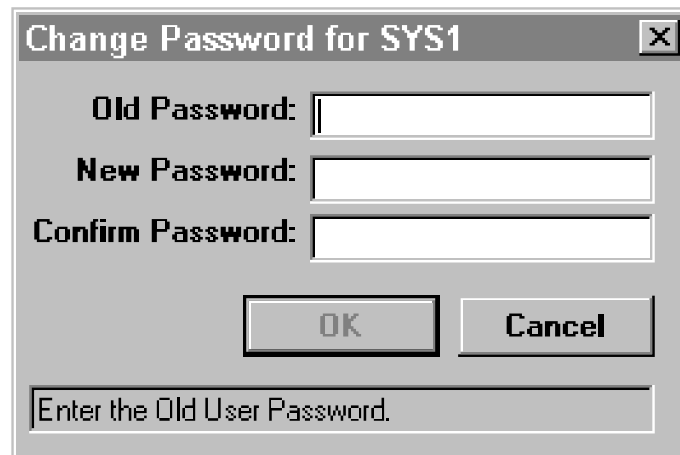 Change Password for SYS1
Old Password:
New Password:
Confirm Password:
OK Cancel
Enter the Old User Password.